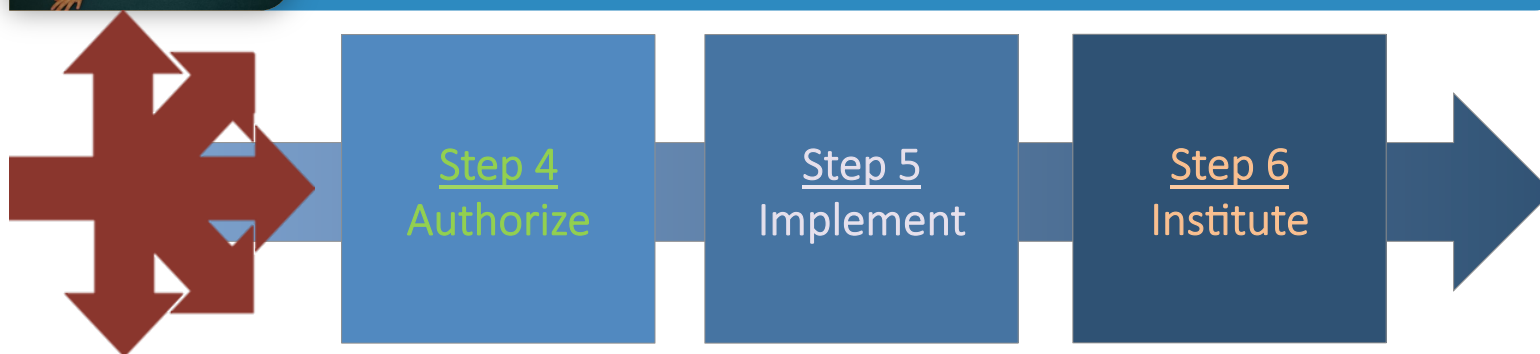 Step 4
Authorize
Step 5
Implement
Step 6
Institute